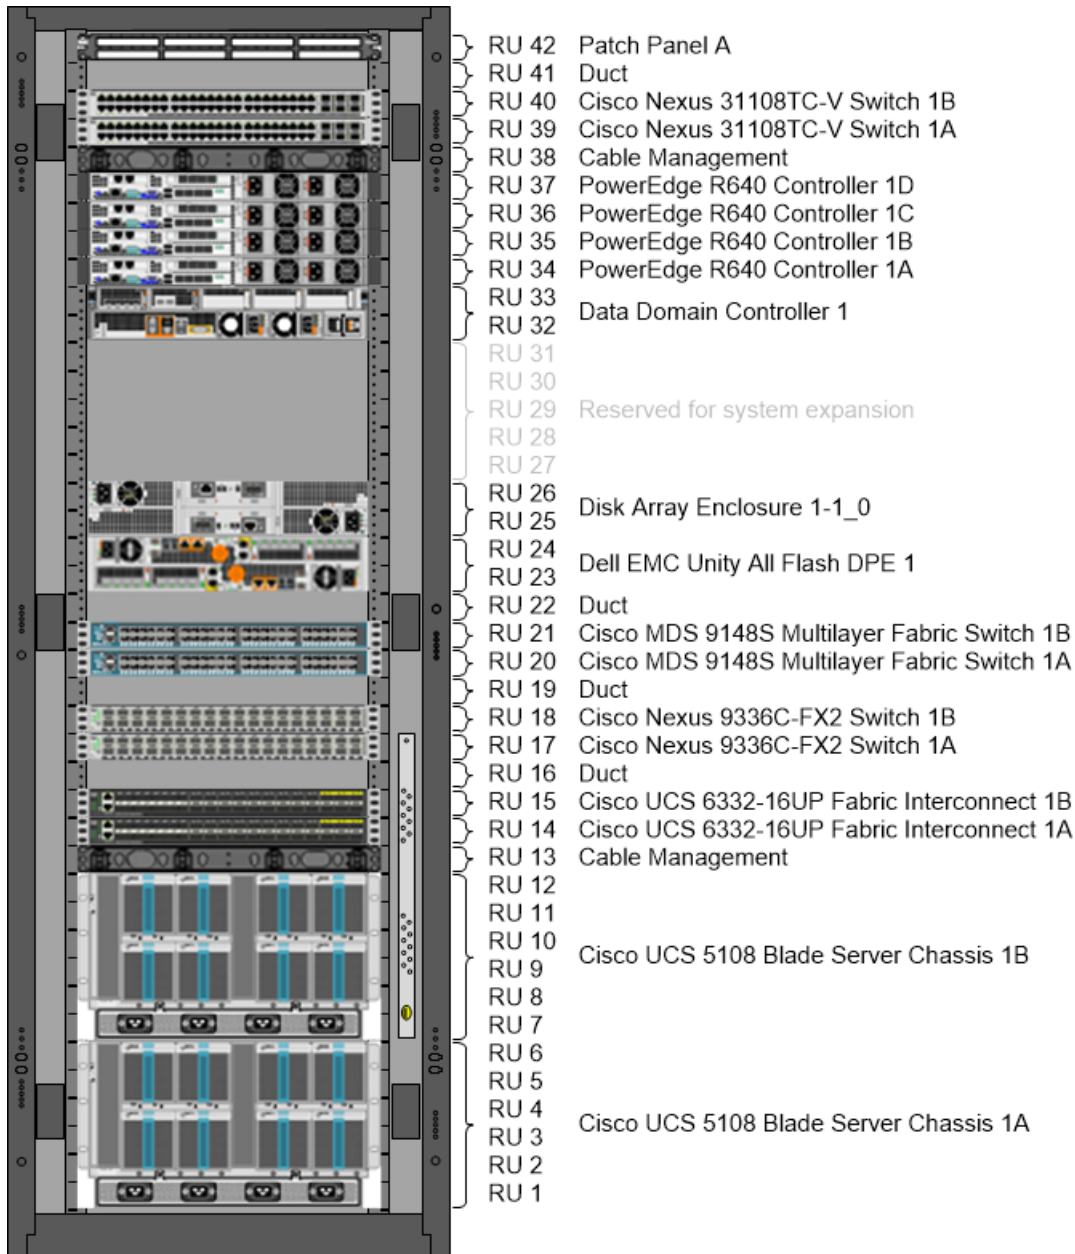 RU 42 Patch Panel A
RU 41 Duct
RU 40 Cisco Nexus 31108TC-V Switch 1B
RU 39 Cisco Nexus 31108TC-V Switch 1A
RU 38 Cable Management
RU 37 PowerEdge R640 Controller 1D
RU 36 PowerEdge R640 Controller 1C
RU 35 PowerEdge R640 Controller 1B
RU 34 PowerEdge R640 Controller 1A
RU 33
Data Domain Controller 1
RU 32
RU 31
RU 30
RU 29 Reserved for system expansion
RU 28
RU 27
RU 26
Disk Array Enclosure 1-1_0
RU 25
RU 24
Dell EMC Unity All Flash DPE 1
RU 23
RU 22 Duct
RU 21 Cisco MDS 9148S Multilayer Fabric Switch 1B
RU 20 Cisco MDS 9148S Multilayer Fabric Switch 1A
RU 19 Duct
RU 18 Cisco Nexus 9336C-FX2 Switch 1B
RU 17 Cisco Nexus 9336C-FX2 Switch 1A
RU 16 Duct
RU 15 Cisco UCS 6332-16UP Fabric Interconnect 1B
RU 14 Cisco UCS 6332-16UP Fabric Interconnect 1A
RU 13 Cable Management
RU 12
RU 11
RU 10
Cisco UCS 5108 Blade Server Chassis 1B
RU 9
RU 8
RU 7
RU 6
RU 5
RU 4
Cisco UCS 5108 Blade Server Chassis 1A
RU 3
RU 2
RU 1